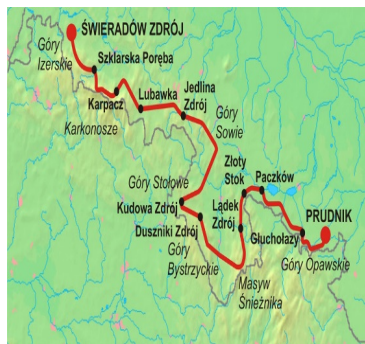 ŚWIERADÓW ZDRÓJ
Góry
Izerskie
Szklarska Poręba
Karpacz
Lubawka
Jedlina
Zdrój
Karkonosze
Góry
Sowie
Góry Stołowe
Złoty
Stok
Paczków
Kudowa Zdrój
Lądek
Zdrój
PRUDNIK
Duszniki Zdrój
Głuchołazy
Góry
Bystrzyckie
Góry Opawskie
Masyw
Śnieżnika